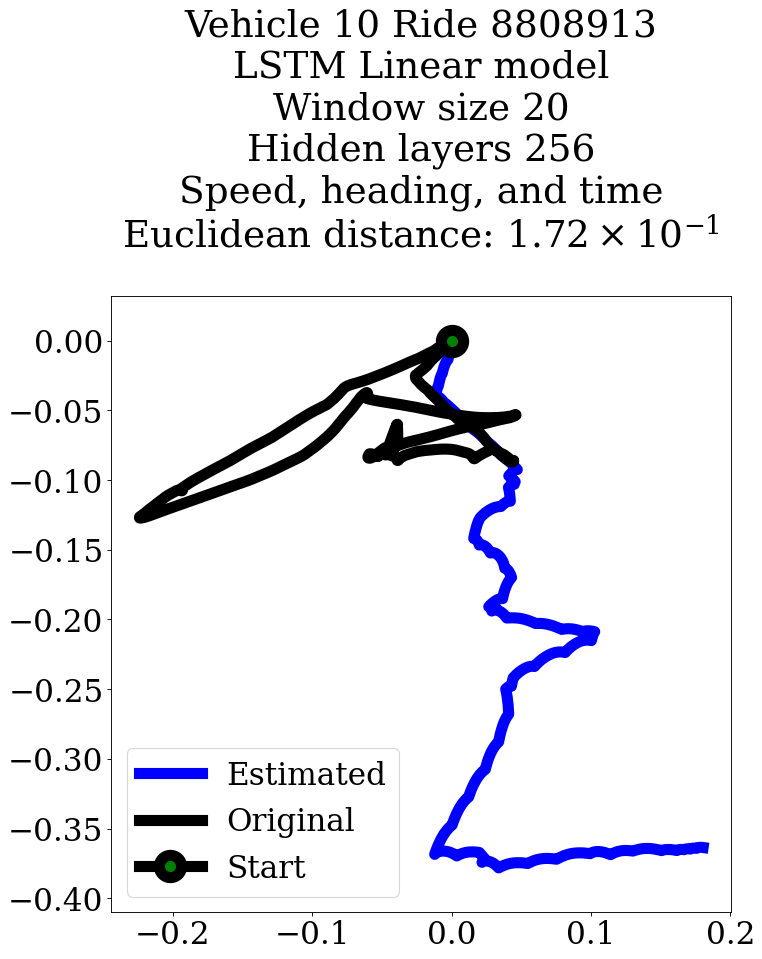 Vehicle 10 Ride 8808913
LSTM Linear model
Window size 20
Hidden layers 256
Speed, heading, and time
Euclidean distance: 1.72 × 10⁻¹
0.00
−0.05
−0.10
−0.15
−0.20
−0.25
−0.30
−0.35
−0.40
Estimated
Original
Start
−0.2 −0.1 0.0 0.1 0.2